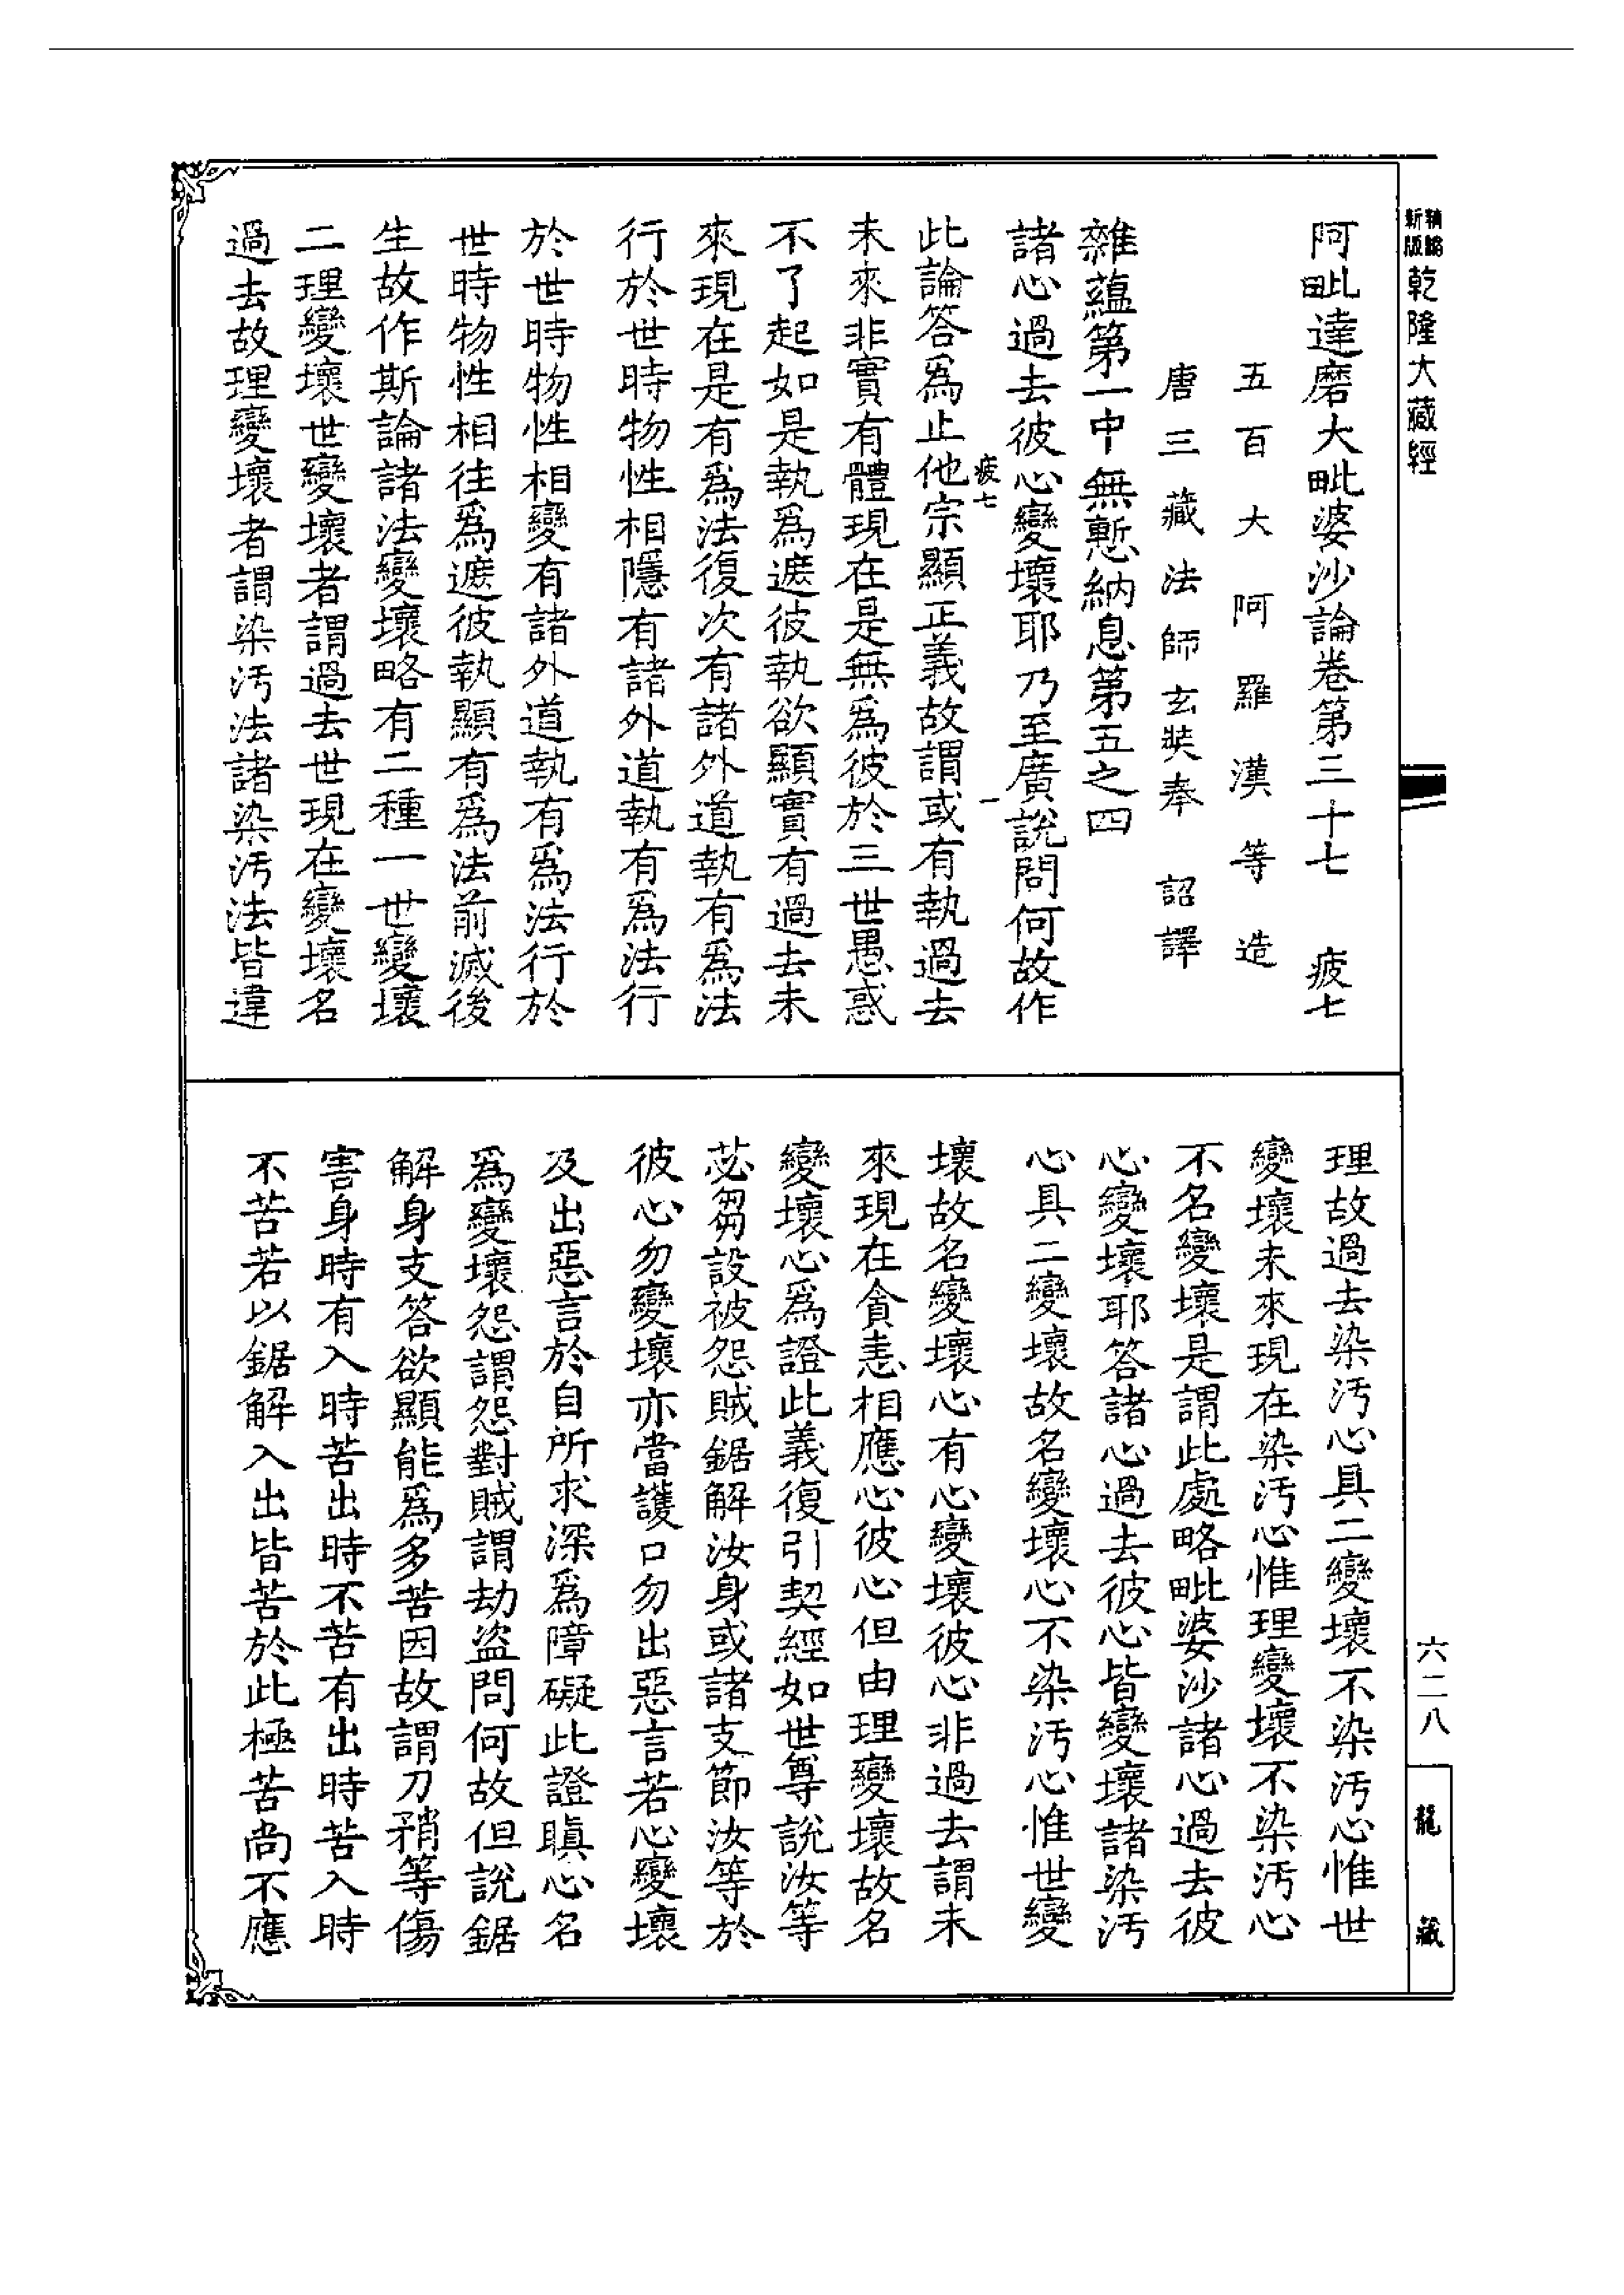 新版
精縮
乾隆大藏經
阿毗達磨大毗婆沙論卷第三十七　疲七
五百大阿羅漢等造
唐三藏法師玄奘奉　詔譯
雜蘊第一中無慙納息第五之四
諸心過去彼心變壞耶乃至廣說問何故作
疲七　一
此論答爲止他宗顯正義故謂或有執過去
未來非實有體現在是無爲彼於三世愚惑
不了起如是執爲遮彼執欲顯實有過去未
來現在是有爲法復次有諸外道執有爲法
行於世時物性相隱有諸外道執有爲法行
於世時物性相變有諸外道執有爲法行於
世時物性相往爲遮彼執顯有爲法前滅後
生故作斯論諸法變壞略有二種一世變壞
二理變壞世變壞者謂過去世現在變壞名
過去故理變壞者謂染汚法諸染汚法皆違
理故過去染汚心具二變壞不染汚心惟世
變壞未來現在染汚心惟理變壞不染汚心
不名變壞是謂此處略毗婆沙諸心過去彼
心變壞耶答諸心過去彼心皆變壞諸染汚
心具二變壞故名變壞心不染汚心惟世變
壞故名變壞心有心變壞彼心非過去謂未
來現在貪恚相應心彼心但由理變壞故名
變壞心爲證此義復引契經如世尊說汝等
苾芻設被怨賊鋸解汝身或諸支節汝等於
彼心勿變壞亦當護口勿出惡言若心變壞
及出惡言於自所求深爲障礙此證瞋心名
爲變壞怨謂怨對賊謂劫盜問何故但說鋸
解身支答欲顯能爲多苦因故謂刀矟等傷
害身時有入時苦出時不苦有出時苦入時
不苦若以鋸解入出皆苦於此極苦尚不應
六二八
龍藏